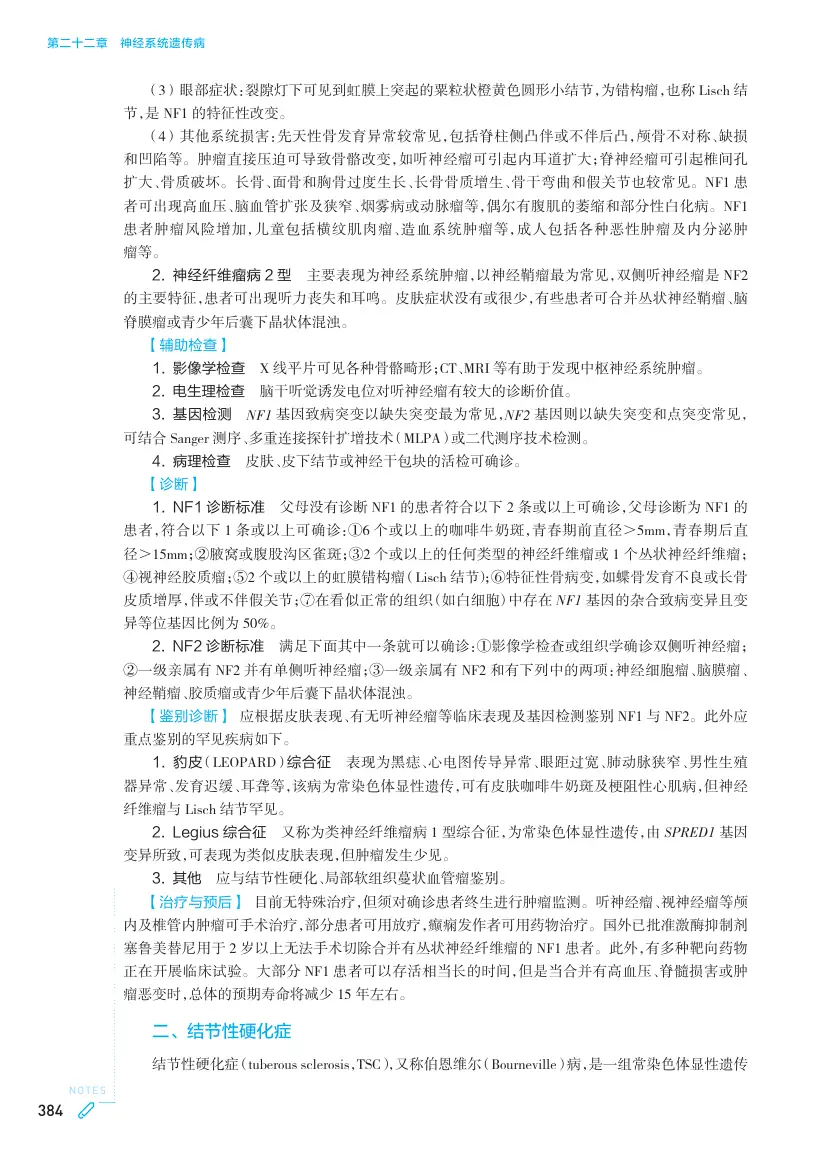 第二十二章 神经系统遗传病
（3）眼部症状：裂隙灯下可见到虹膜上突起的粟粒状橙黄色圆形小结节，为错构瘤，也称 Lisch 结
节，是 NF1 的特征性改变。
（4）其他系统损害：先天性骨发育异常较常见，包括脊柱侧凸伴或不伴后凸，颅骨不对称、缺损
和凹陷等。肿瘤直接压迫可导致骨骼改变，如听神经瘤可引起内耳道扩大；脊神经瘤可引起椎间孔
扩大、骨质破坏。长骨、面骨和胸骨过度生长、长骨骨质增生、骨干弯曲和假关节也较常见。NF1 患
者可出现高血压、脑血管扩张及狭窄、烟雾病或动脉瘤等，偶尔有腹肌的萎缩和部分性白化病。NF1
患者肿瘤风险增加，儿童包括横纹肌肉瘤、造血系统肿瘤等，成人包括各种恶性肿瘤及内分泌肿
瘤等。
2. 神经纤维瘤病 2 型 主要表现为神经系统肿瘤，以神经鞘瘤最为常见，双侧听神经瘤是 NF2
的主要特征，患者可出现听力丧失和耳鸣。皮肤症状没有或很少，有些患者可合并丛状神经鞘瘤、脑
脊膜瘤或青少年后囊下晶状体混浊。
【辅助检查】
1. 影像学检查 X 线平片可见各种骨骼畸形；CT、MRI 等有助于发现中枢神经系统肿瘤。
2. 电生理检查 脑干听觉诱发电位对听神经瘤有较大的诊断价值。
3. 基因检测 NF1 基因致病突变以缺失突变最为常见，NF2 基因则以缺失突变和点突变常见，
可结合 Sanger 测序、多重连接探针扩增技术（MLPA）或二代测序技术检测。
4. 病理检查 皮肤、皮下结节或神经干包块的活检可确诊。
【诊断】
1. NF1 诊断标准 父母没有诊断 NF1 的患者符合以下 2 条或以上可确诊，父母诊断为 NF1 的
患者，符合以下 1 条或以上可确诊：①6 个或以上的咖啡牛奶斑，青春期前直径＞5mm，青春期后直
径＞15mm；②腋窝或腹股沟区雀斑；③2 个或以上的任何类型的神经纤维瘤或 1 个丛状神经纤维瘤；
④视神经胶质瘤；⑤2 个或以上的虹膜错构瘤（Lisch 结节）；⑥特征性骨病变，如蝶骨发育不良或长骨
皮质增厚，伴或不伴假关节；⑦在看似正常的组织（如白细胞）中存在 NF1 基因的杂合致病变异且变
异等位基因比例为 50%。
2. NF2 诊断标准 满足下面其中一条就可以确诊：①影像学检查或组织学确诊双侧听神经瘤；
②一级亲属有 NF2 并有单侧听神经瘤；③一级亲属有 NF2 和有下列中的两项：神经细胞瘤、脑膜瘤、
神经鞘瘤、胶质瘤或青少年后囊下晶状体混浊。
【鉴别诊断】 应根据皮肤表现、有无听神经瘤等临床表现及基因检测鉴别 NF1 与 NF2。此外应
重点鉴别的罕见疾病如下。
1. 豹皮（LEOPARD）综合征 表现为黑痣、心电图传导异常、眼距过宽、肺动脉狭窄、男性生殖
器异常、发育迟缓、耳聋等，该病为常染色体显性遗传，可有皮肤咖啡牛奶斑及梗阻性心肌病，但神经
纤维瘤与 Lisch 结节罕见。
2. Legius 综合征 又称为类神经纤维瘤病 1 型综合征，为常染色体显性遗传，由 SPRED1 基因
变异所致，可表现为类似皮肤表现，但肿瘤发生少见。
3. 其他 应与结节性硬化、局部软组织蔓状血管瘤鉴别。
【治疗与预后】 目前无特殊治疗，但须对确诊患者终生进行肿瘤监测。听神经瘤、视神经瘤等颅
内及椎管内肿瘤可手术治疗，部分患者可用放疗，癫痫发作者可用药物治疗。国外已批准激酶抑制剂
塞鲁美替尼用于 2 岁以上无法手术切除合并有丛状神经纤维瘤的 NF1 患者。此外，有多种靶向药物
正在开展临床试验。大部分 NF1 患者可以存活相当长的时间，但是当合并有高血压、脊髓损害或肿
瘤恶变时，总体的预期寿命将减少 15 年左右。
二、结节性硬化症
结节性硬化症（tuberous sclerosis，TSC），又称伯恩维尔（Bourneville）病，是一组常染色体显性遗传
NOTES
384